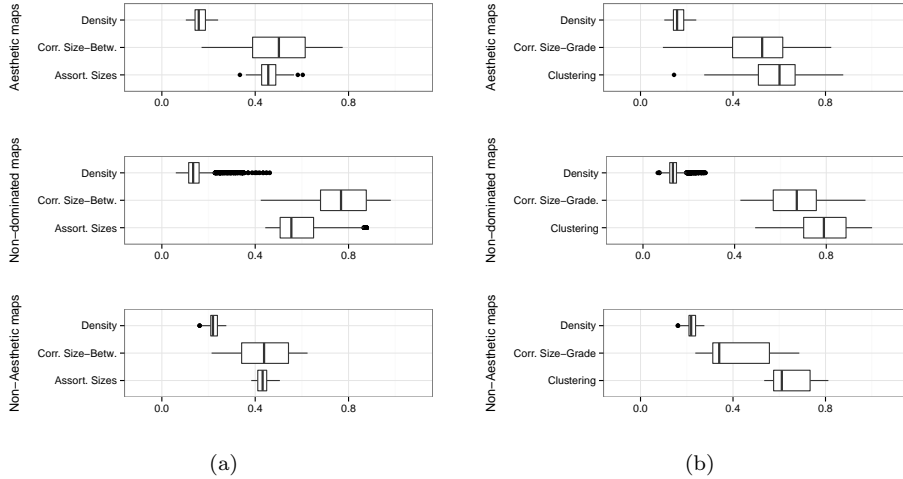 Aesthetic maps
Density
Corr. Size−Betw.
Assort. Sizes
0.0 0.4 0.8
Non−dominated maps
Density
Corr. Size−Betw.
Assort. Sizes
0.0 0.4 0.8
Non−Aesthetic maps
Density
Corr. Size−Betw.
Assort. Sizes
0.0 0.4 0.8
(a)
Aesthetic maps
Density
Corr. Size−Grade
Clustering
0.0 0.4 0.8
Non−dominated maps
Density
Corr. Size−Grade.
Clustering
0.0 0.4 0.8
Non−Aesthetic maps
Density
Corr. Size−Grade
Clustering
0.0 0.4 0.8
(b)